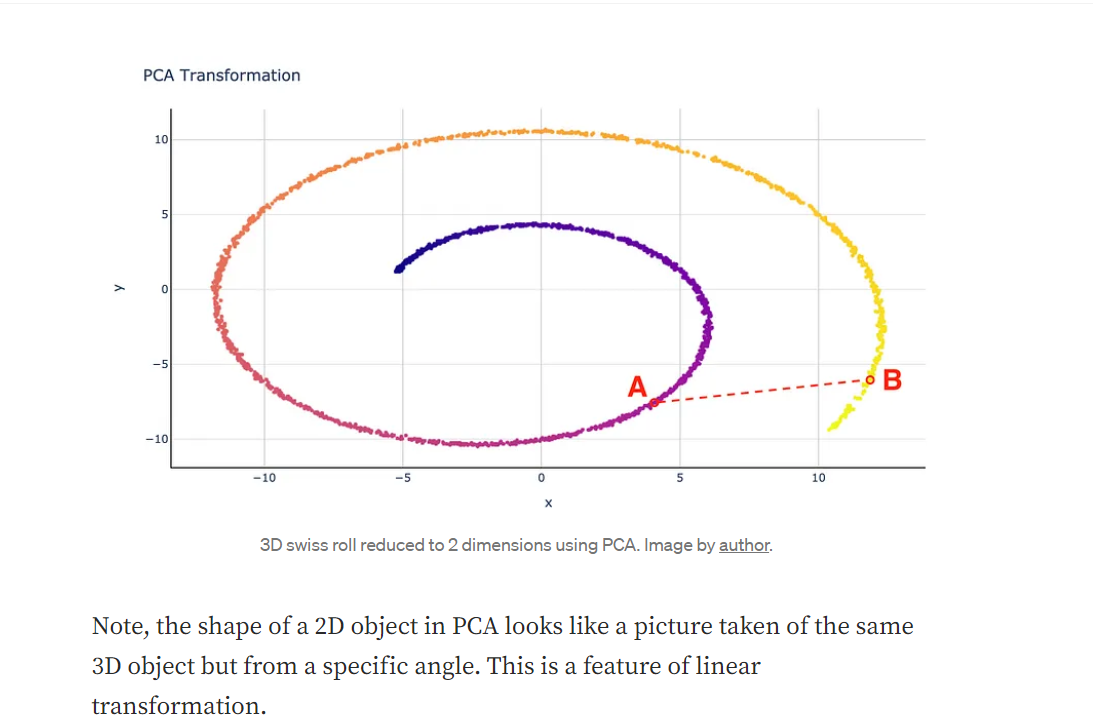 PCA Transformation
10
5
0
−5
−10
y
A
B
−10
−5
0
5
10
x
3D swiss roll reduced to 2 dimensions using PCA. Image by author.
Note, the shape of a 2D object in PCA looks like a picture taken of the same
3D object but from a specific angle. This is a feature of linear
transformation.